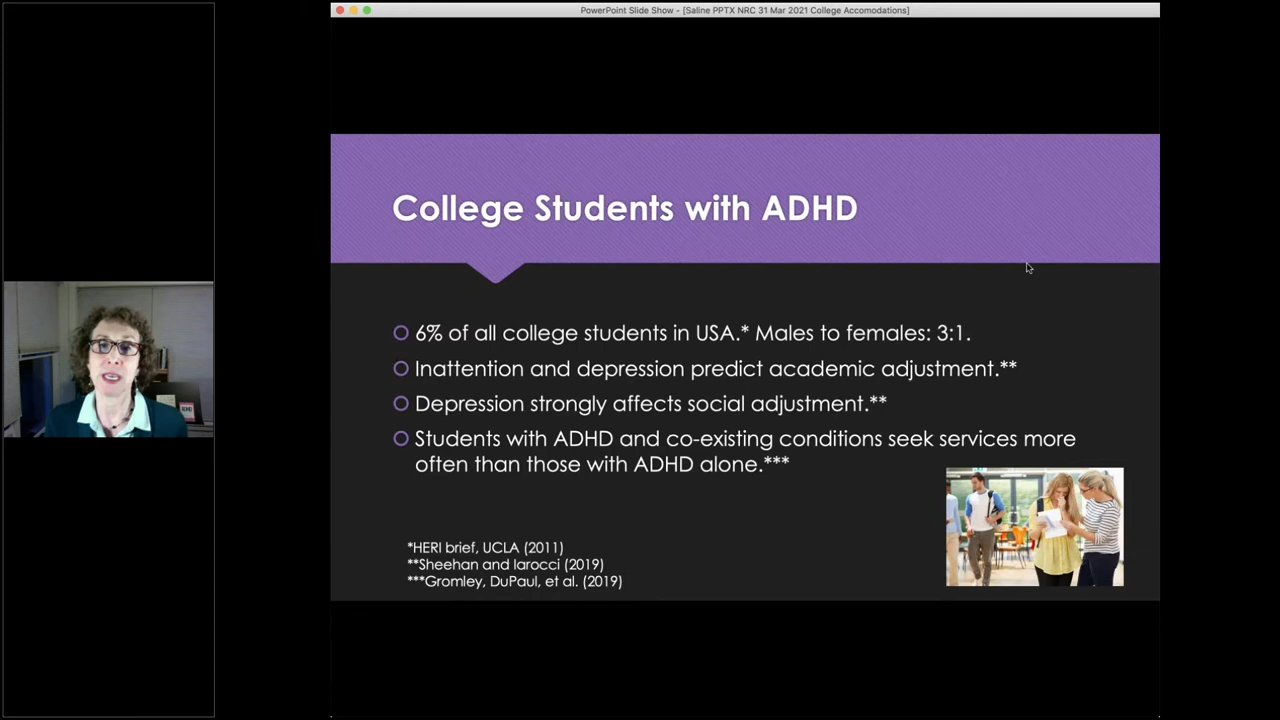 PowerPoint Slide Show - [Saline PPTX NRC 31 Mar 2021 College Accomodations]
College Students with ADHD
6% of all college students in USA.* Males to females: 3:1.
Inattention and depression predict academic adjustment.**
Depression strongly affects social adjustment.**
Students with ADHD and co-existing conditions seek services more
often than those with ADHD alone.***
*HERI brief, UCLA (2011)
**Sheehan and Iarocci (2019)
***Gromley, DuPaul, et al. (2019)
ADHD